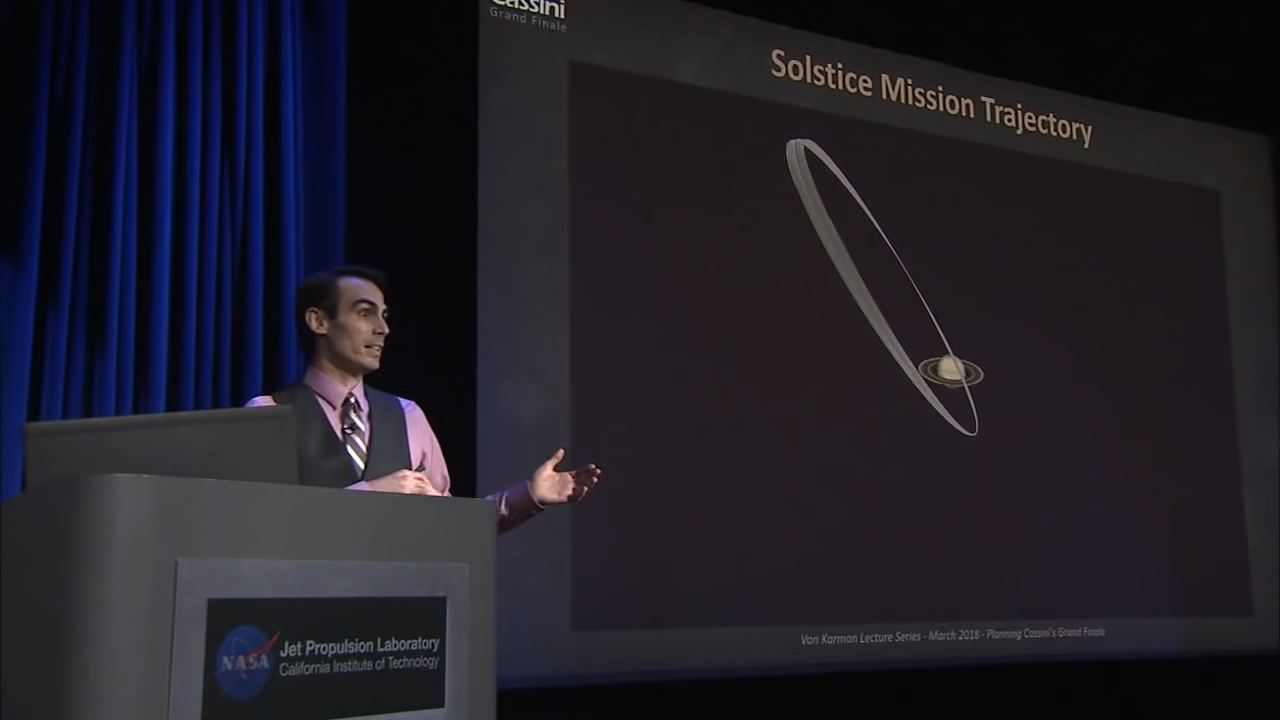 Cassini
Grand Finale
Solstice Mission Trajectory
Von Karman Lecture Series - March 2018 - Planning Cassini's Grand Finale
NASA
Jet Propulsion Laboratory
California Institute of Technology